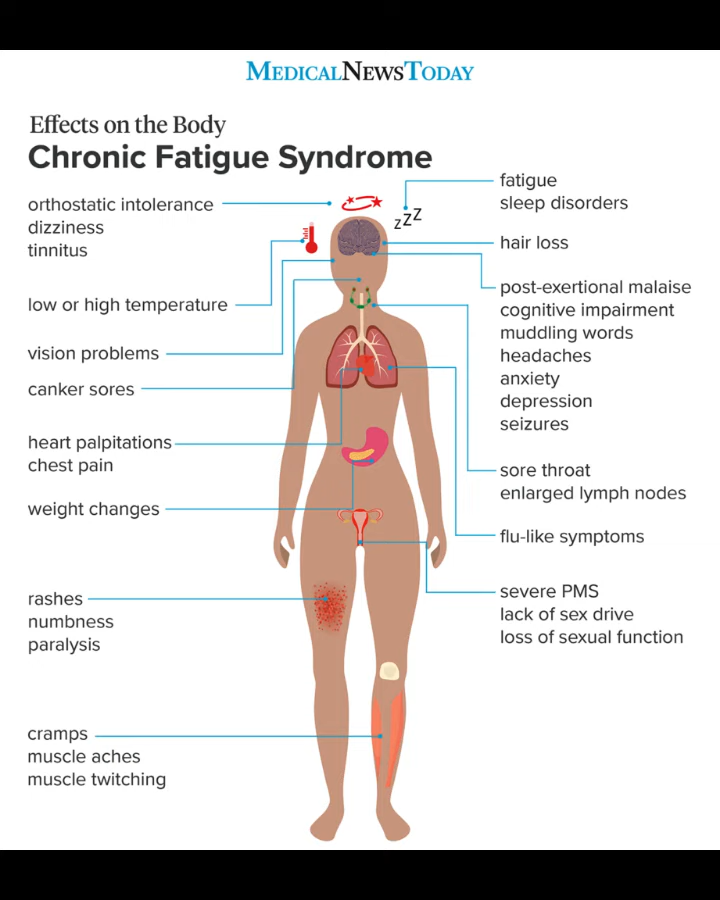 MEDICALNEWSTODAY
Effects on the Body
Chronic Fatigue Syndrome
orthostatic intolerance
dizziness
tinnitus
low or high temperature
vision problems
canker sores
heart palpitations
chest pain
weight changes
rashes
numbness
paralysis
cramps
muscle aches
muscle twitching
zzZ
fatigue
sleep disorders
hair loss
post-exertional malaise
cognitive impairment
muddling words
headaches
anxiety
depression
seizures
sore throat
enlarged lymph nodes
flu-like symptoms
severe PMS
lack of sex drive
loss of sexual function